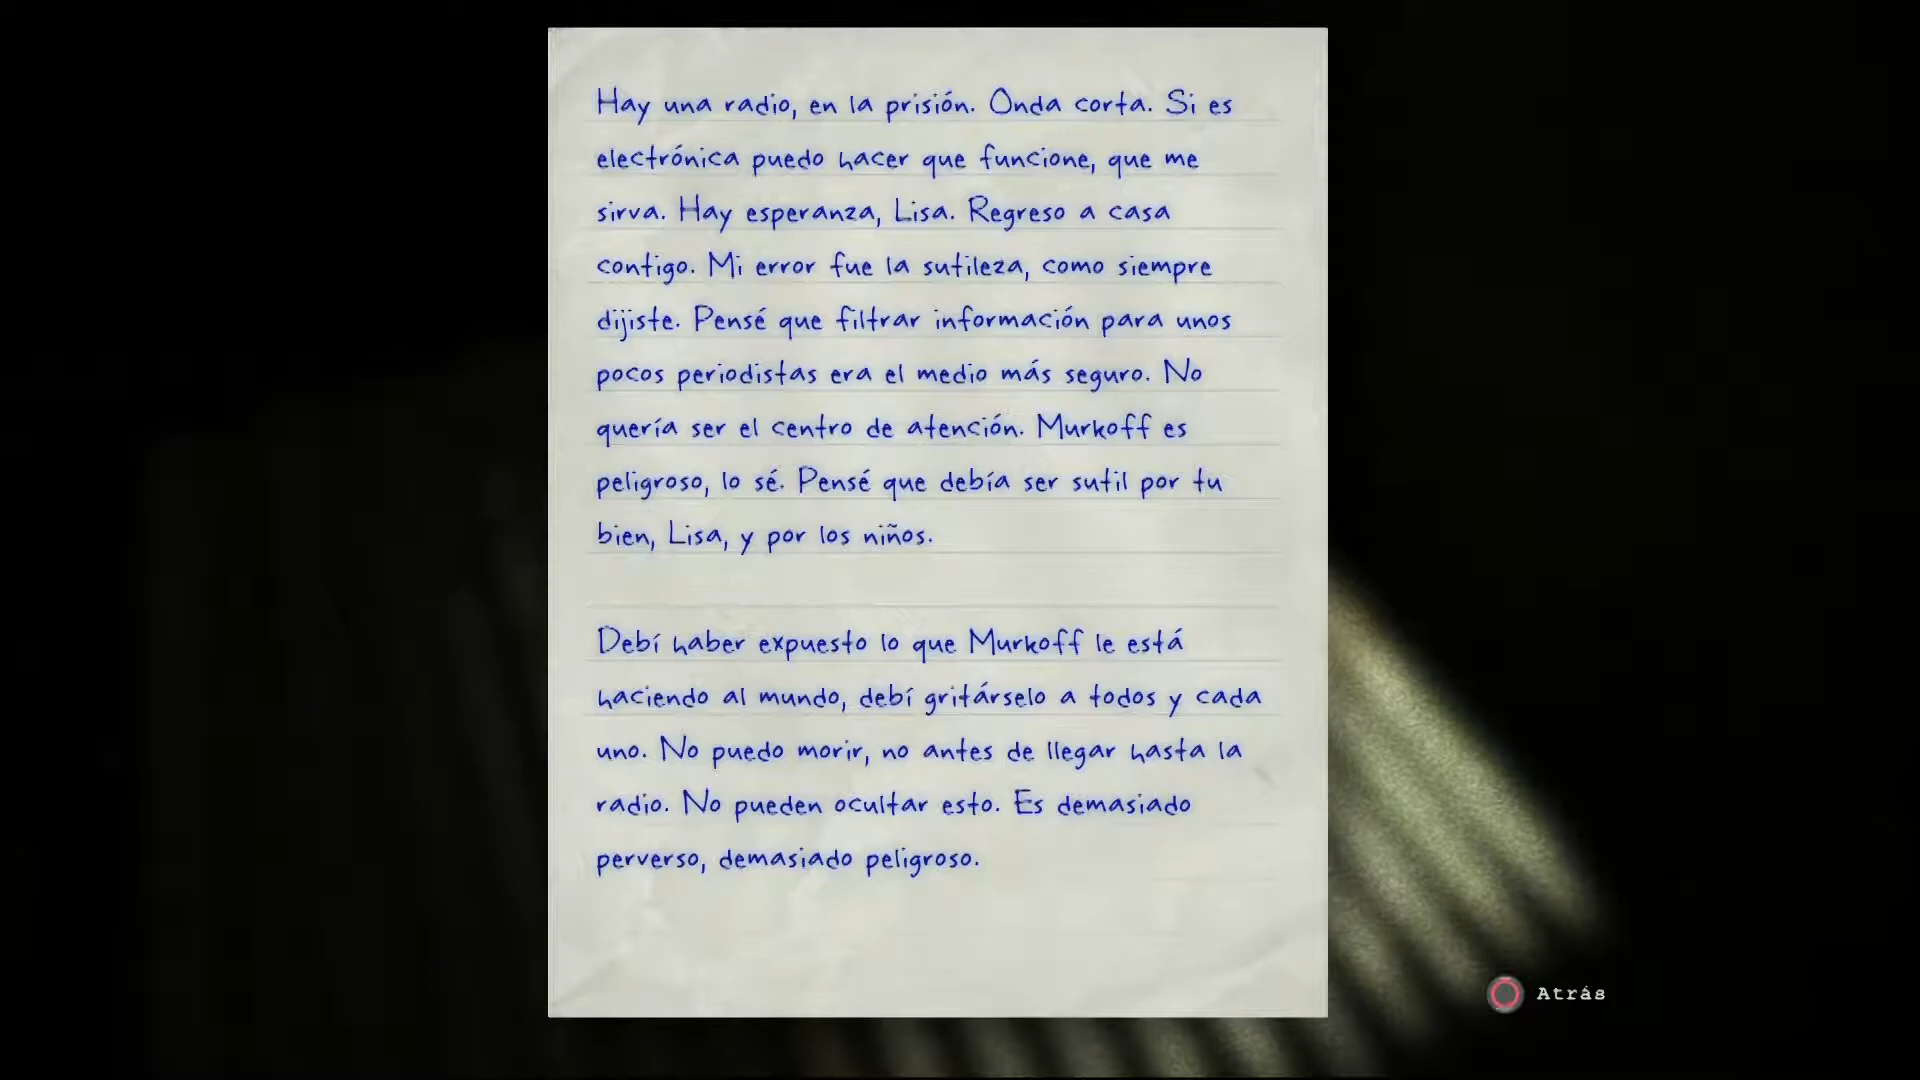 Hay una radio, en la prisión. Onda corta. Si es
electrónica puedo hacer que funcione, que me
sirva. Hay esperanza, Lisa. Regreso a casa
contigo. Mi error fue la sutileza, como siempre
dijiste. Pensé que filtrar información para unos
pocos periodistas era el medio más seguro. No
quería ser el centro de atención. Murkoff es
peligroso, lo sé. Pensé que debía ser sutil por tu
bien, Lisa, y por los niños.
Debí haber expuesto lo que Murkoff le está
haciendo al mundo, debí gritárselo a todos y cada
uno. No puedo morir, no antes de llegar hasta la
radio. No pueden ocultar esto. Es demasiado
perverso, demasiado peligroso.
Atrás